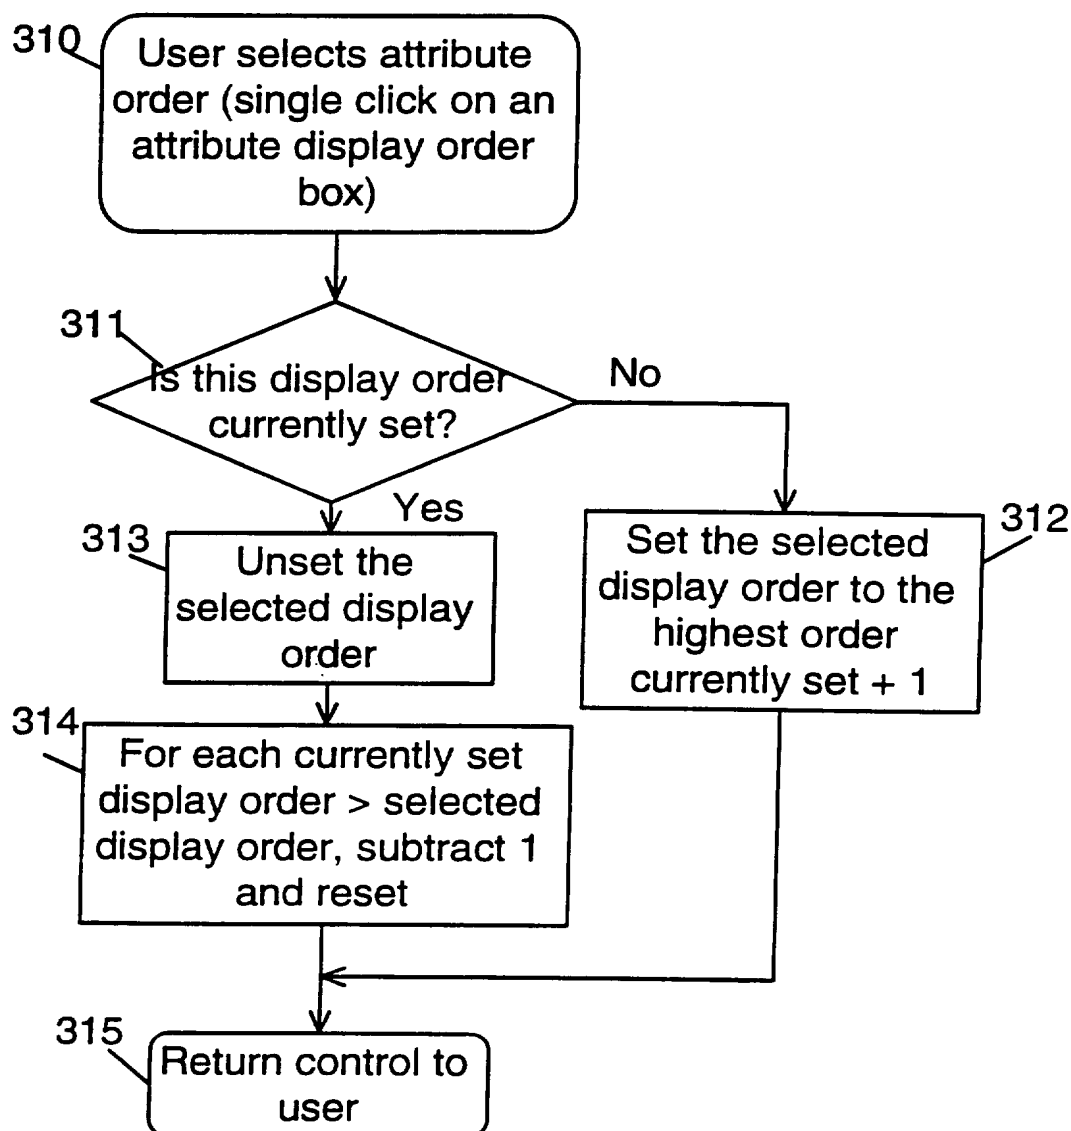 310
User selects attribute
order (single click on an
attribute display order
box)
311
Is this display order
currently set?
No
Yes
313
Unset the
selected display
order
312
Set the selected
display order to the
highest order
currently set + 1
314
For each currently set
display order > selected
display order, subtract 1
and reset
315
Return control to
user